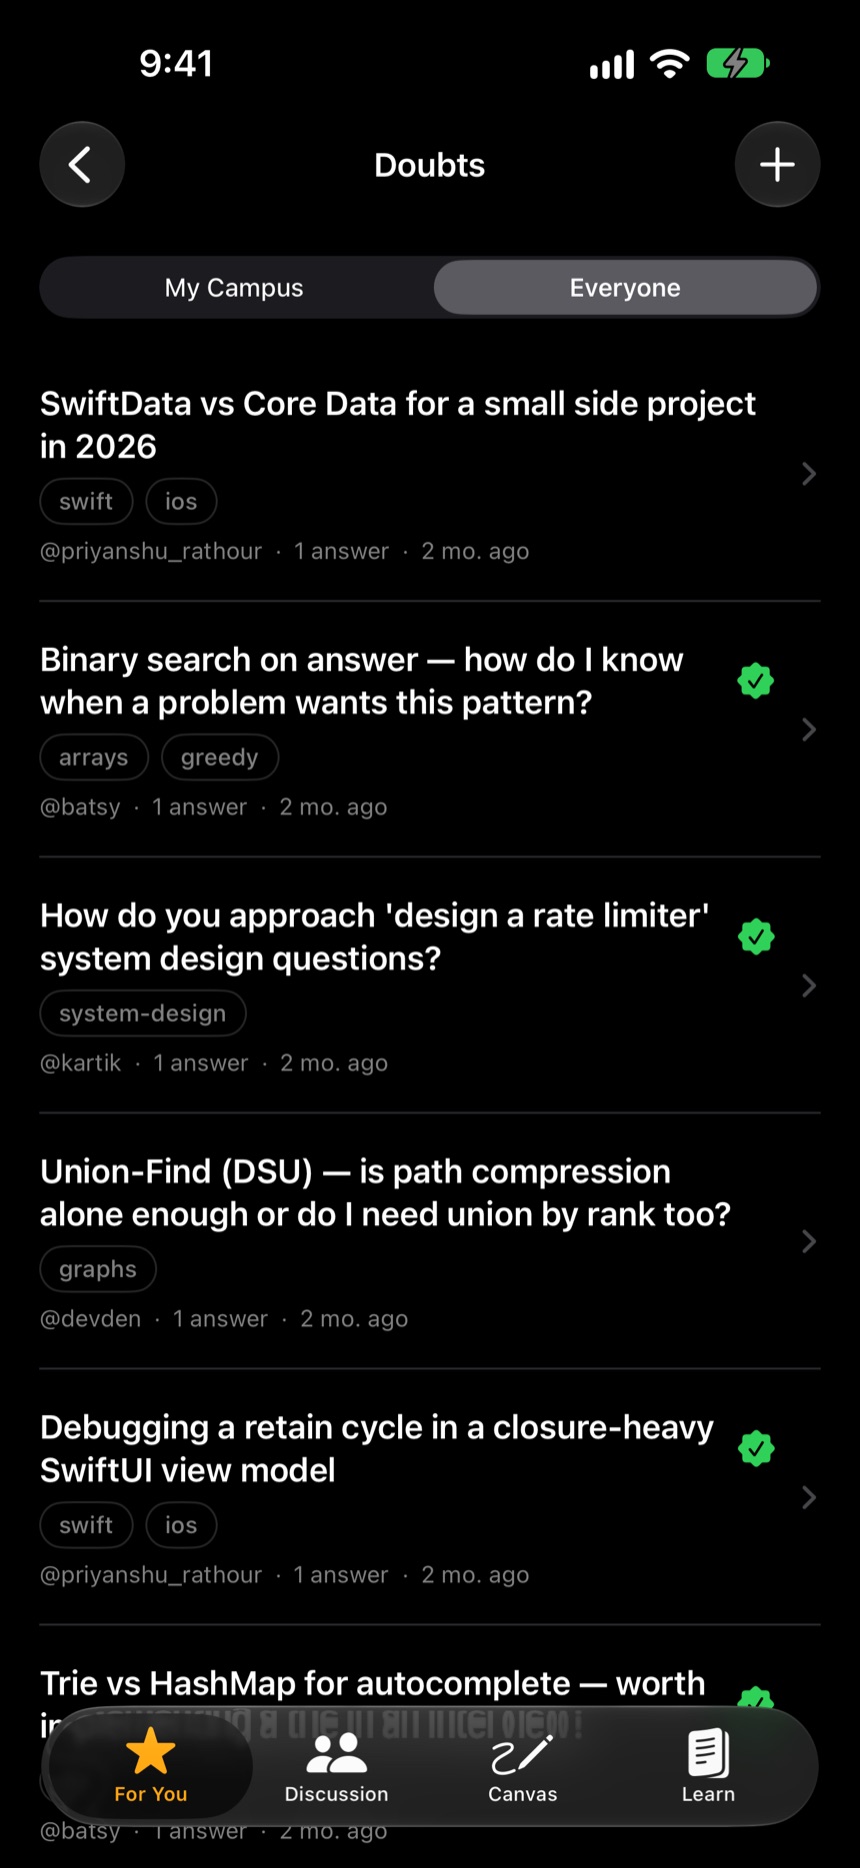 9:41
Doubts
My Campus
Everyone
SwiftData vs Core Data for a small side project
in 2026
swift
ios
@priyanshu_rathour · 1 answer · 2 mo. ago
Binary search on answer — how do I know
when a problem wants this pattern?
arrays
greedy
@batsy · 1 answer · 2 mo. ago
How do you approach 'design a rate limiter'
system design questions?
system-design
@kartik · 1 answer · 2 mo. ago
Union-Find (DSU) — is path compression
alone enough or do I need union by rank too?
graphs
@devden · 1 answer · 2 mo. ago
Debugging a retain cycle in a closure-heavy
SwiftUI view model
swift
ios
@priyanshu_rathour · 1 answer · 2 mo. ago
Trie vs HashMap for autocomplete — worth
For You
Discussion
Canvas
Learn
@batsy · 1 answer · 2 mo. ago